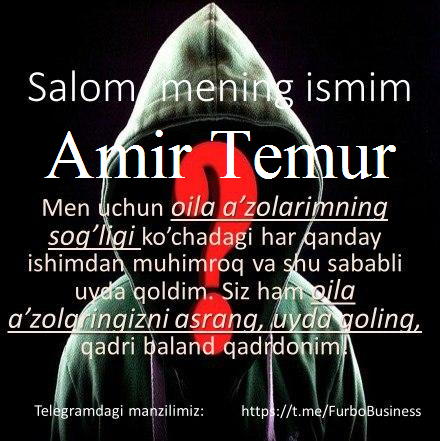 Salom, mening ismim
Amir Temur
Men uchun oila a’zolarimning
sog’ligi ko’chadagi har qanday
ishimdan muhimroq va shu sababli
uyda qoldim. Siz ham oila
a’zolaringizni asrang, uyda qoling,
qadri baland qadrdonim!
Telegramdagi manzilimiz: https://t.me/FurboBusiness